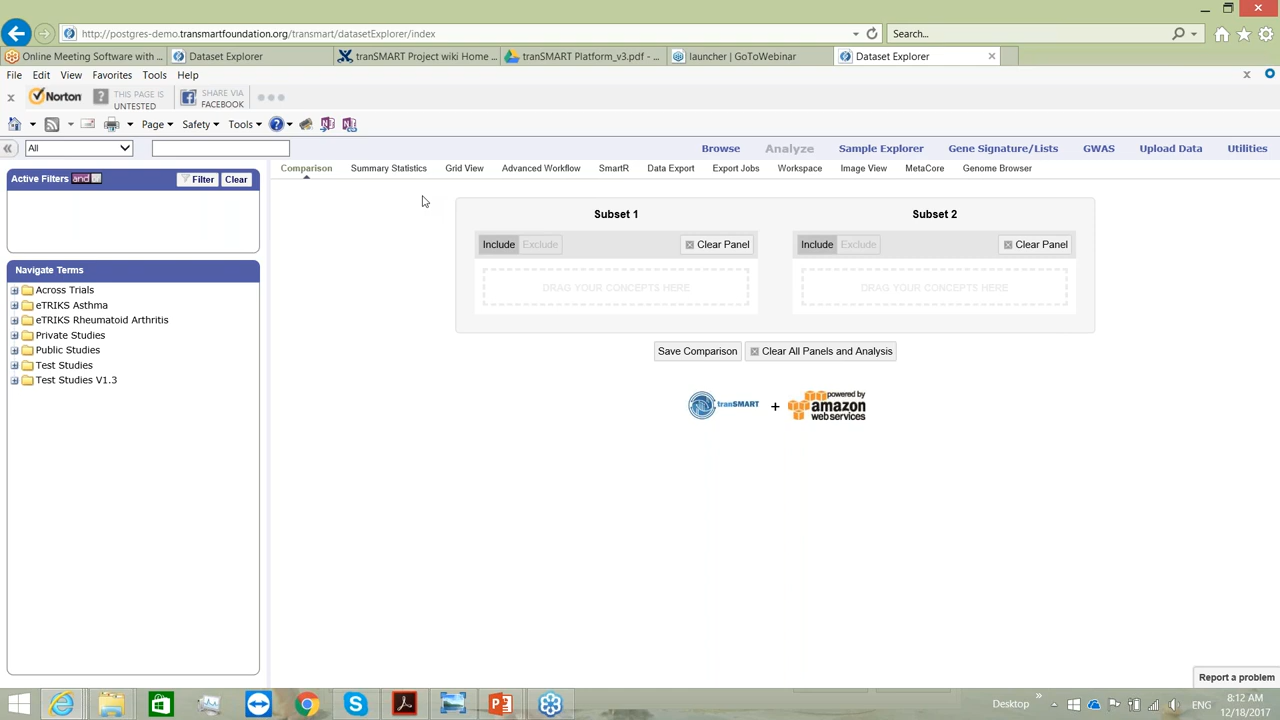 http://postgres-demo.transmartfoundation.org/transmart/datasetExplorer/index
Search...
Online Meeting Software with ...
Dataset Explorer
tranSMART Project wiki Home ...
tranSMART Platform_v3.pdf - ...
launcher | GoToWebinar
Dataset Explorer
File Edit View Favorites Tools Help
Norton
THIS PAGE IS UNTESTED
SHARE VIA FACEBOOK
Page Safety Tools
All
Browse Analyze Sample Explorer Gene Signature/Lists GWAS Upload Data Utilities
Comparison Summary Statistics Grid View Advanced Workflow SmartR Data Export Export Jobs Workspace Image View MetaCore Genome Browser
Active Filters and Filter Clear
Navigate Terms
Across Trials
eTRIKS Asthma
eTRIKS Rheumatoid Arthritis
Private Studies
Public Studies
Test Studies
Test Studies V1.3
Subset 1
Include Exclude Clear Panel
DRAG YOUR CONCEPTS HERE
Subset 2
Include Exclude Clear Panel
DRAG YOUR CONCEPTS HERE
Save Comparison Clear All Panels and Analysis
tranSMART + powered by amazon web services
Report a problem
Desktop
ENG
8:12 AM
12/18/2017